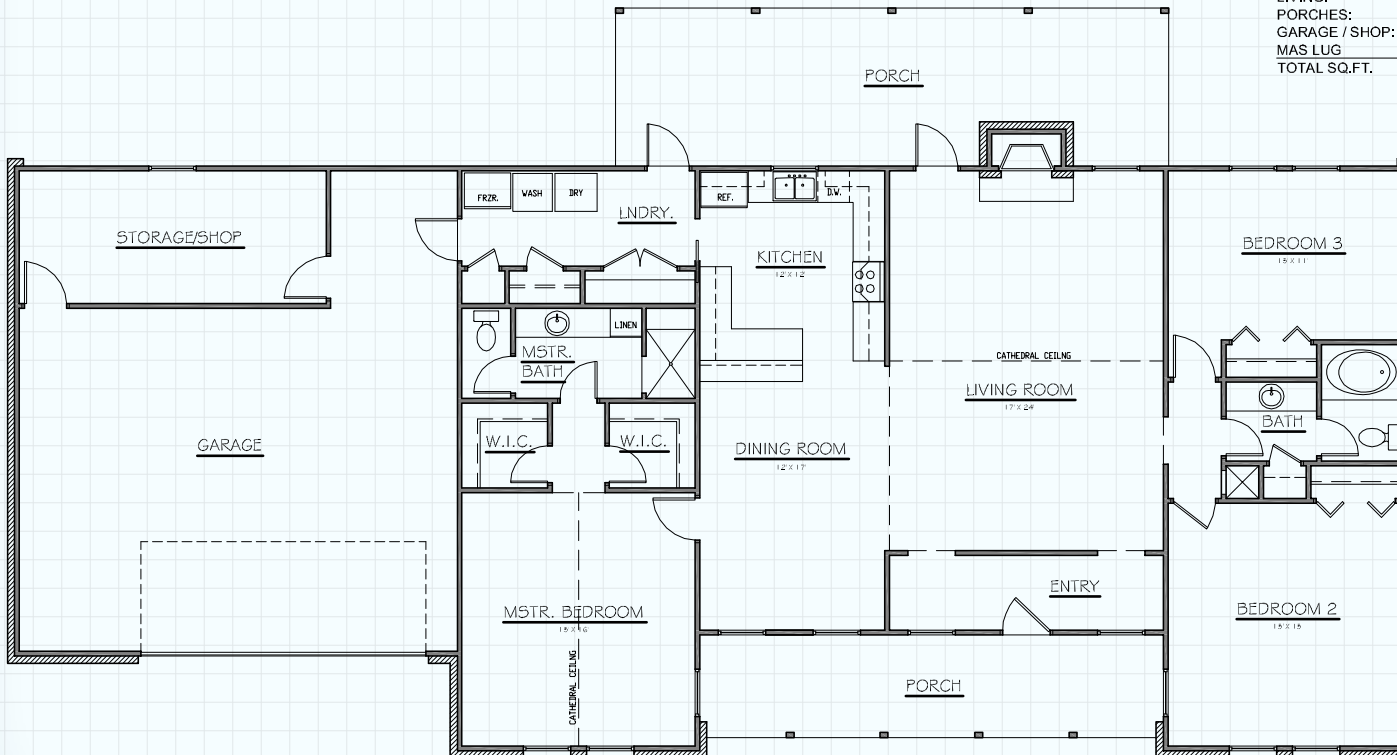 PORCHES:
GARAGE / SHOP:
MAS LUG
TOTAL SQ.FT.
PORCH
FRZR.
WASH
DRY
REF.
D.W.
LNDRY.
STORAGE/SHOP
KITCHEN
12'X12'
BEDROOM 3
LINEN
MSTR.
BATH
CATHEDRAL CEILNG
LIVING ROOM
17'X24'
BATH
GARAGE
W.I.C.
W.I.C.
DINING ROOM
12'X17'
ENTRY
MSTR. BEDROOM
BEDROOM 2
CATHEDRAL CEILNG
PORCH